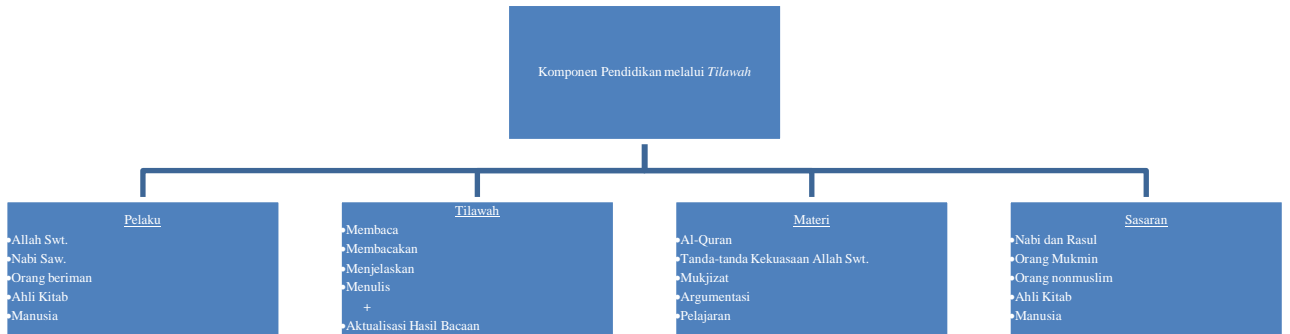 Komponen Pendidikan melalui Tilawah
Pelaku
•Allah Swt.
•Nabi Saw.
•Orang beriman
•Ahli Kitab
•Manusia
Tilawah
•Membaca
•Membacakan
•Menjelaskan
•Menulis
+
•Aktualisasi Hasil Bacaan
Materi
•Al-Quran
•Tanda-tanda Kekuasaan Allah Swt.
•Mukjizat
•Argumentasi
•Pelajaran
Sasaran
•Nabi dan Rasul
•Orang Mukmin
•Orang nonmuslim
•Ahli Kitab
•Manusia